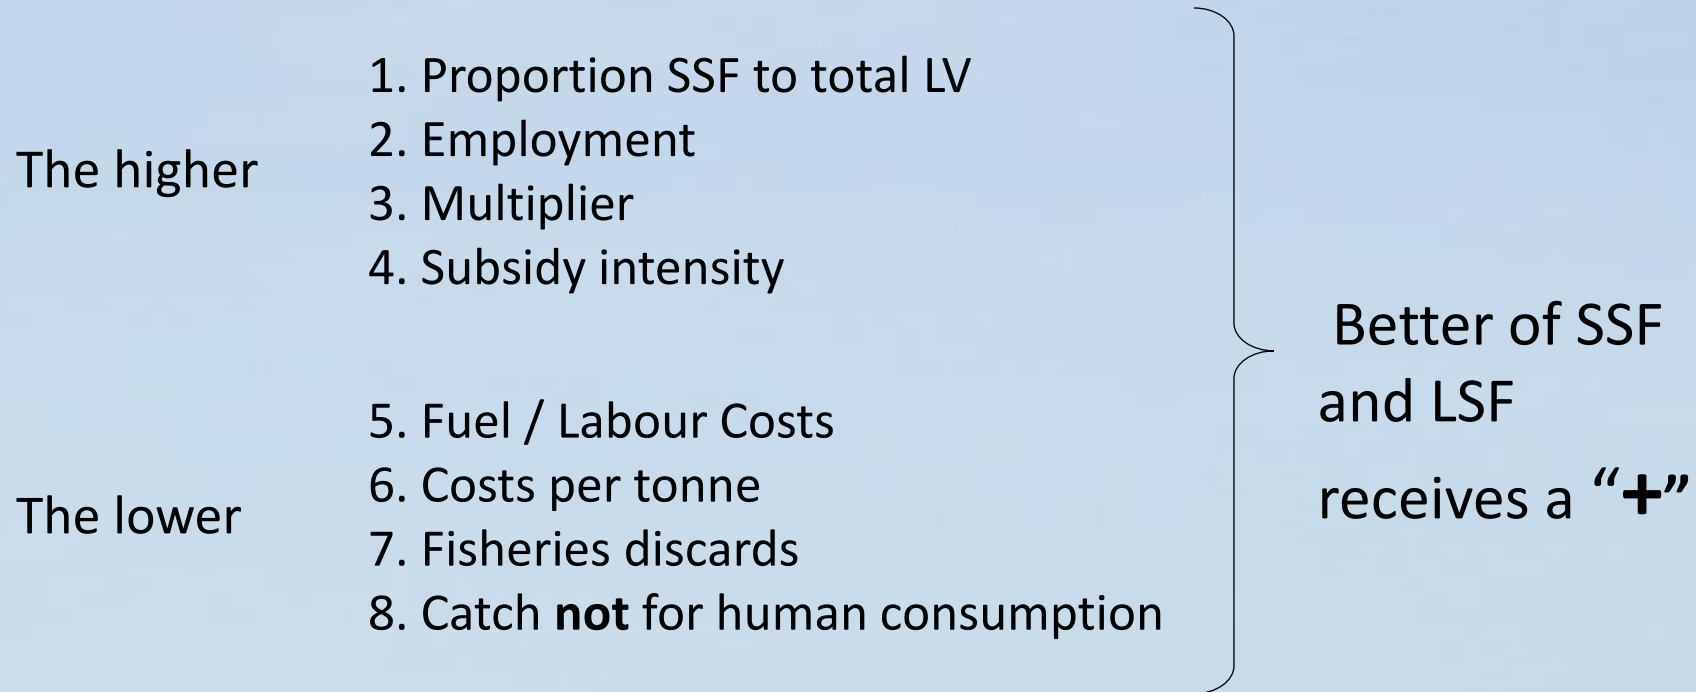 The higher
1. Proportion SSF to total LV
2. Employment
3. Multiplier
4. Subsidy intensity
The lower
5. Fuel / Labour Costs
6. Costs per tonne
7. Fisheries discards
8. Catch not for human consumption
Better of SSF
and LSF
receives a “+”